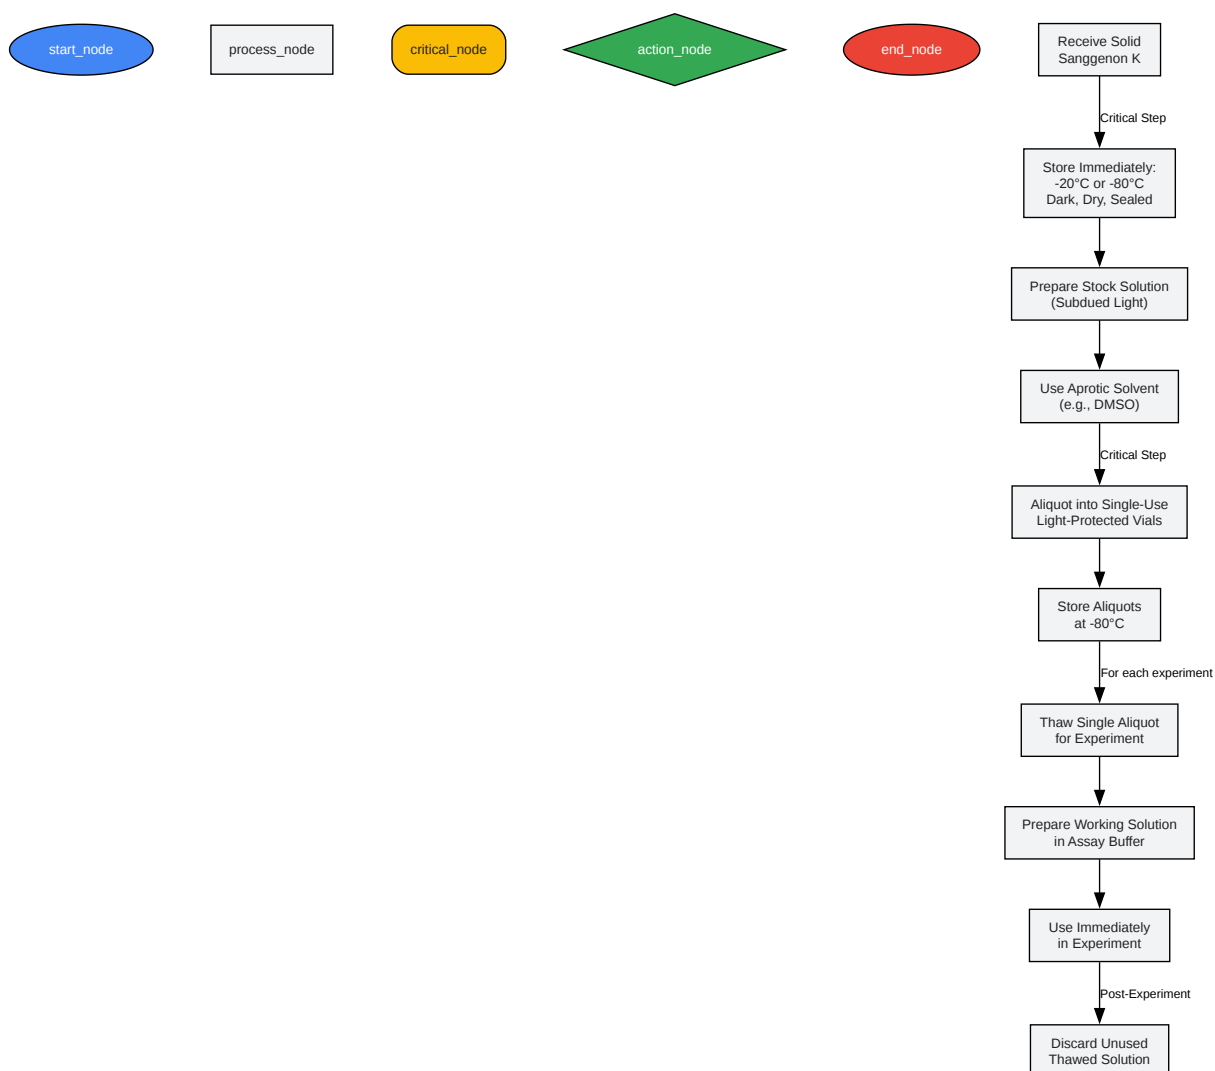 start_node
process_node
critical_node
action_node
end_node
Receive Solid
Sanggenon K
Critical Step
Store Immediately:
-20°C or -80°C
Dark, Dry, Sealed
Prepare Stock Solution
(Subdued Light)
Use Aprotic Solvent
(e.g., DMSO)
Critical Step
Aliquot into Single-Use
Light-Protected Vials
Store Aliquots
at -80°C
For each experiment
Thaw Single Aliquot
for Experiment
Prepare Working Solution
in Assay Buffer
Use Immediately
in Experiment
Post-Experiment
Discard Unused
Thawed Solution